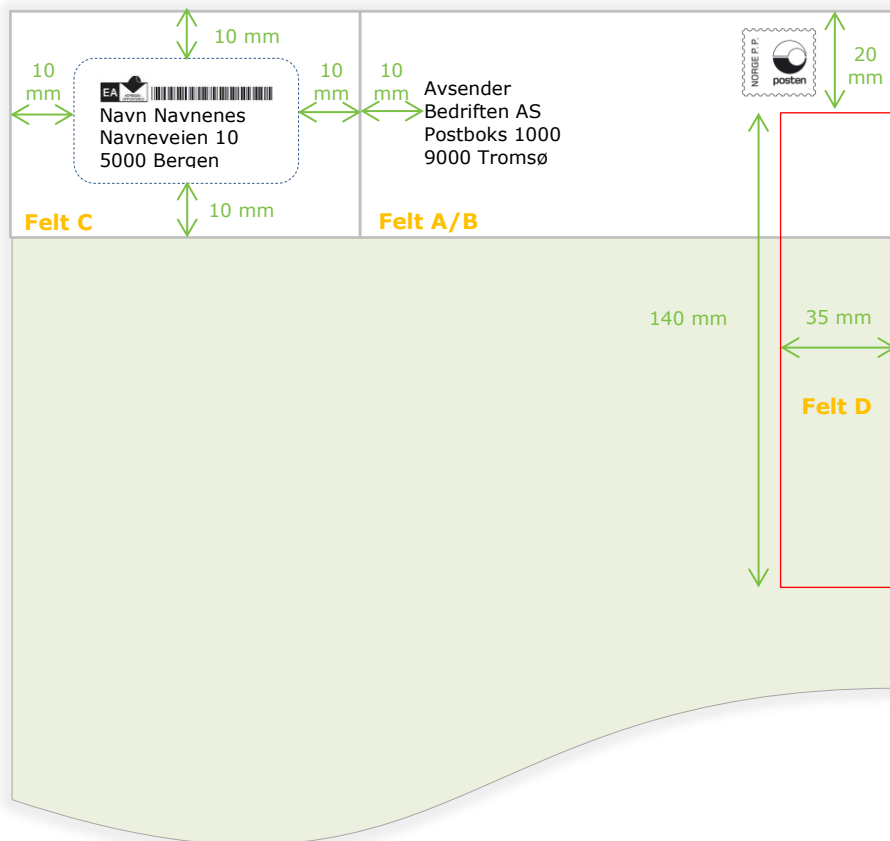 10 mm
10
mm
10
mm
10
mm
20
mm
EA
Navn Navnenes
Navneveien 10
5000 Bergen
Avsender
Bedriften AS
Postboks 1000
9000 Tromsø
NORGE P.P.
posten
10 mm
Felt C
Felt A/B
140 mm
35 mm
Felt D